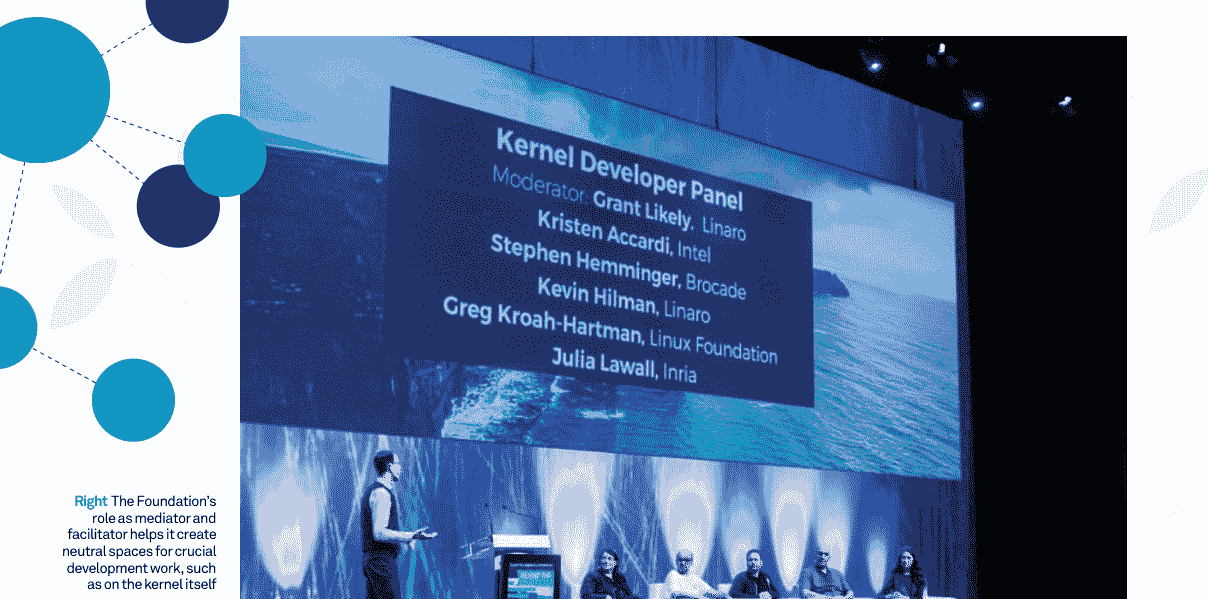 Kernel Developer Panel
Moderator: Grant Likely, Linaro
Kristen Accardi, Intel
Stephen Hemminger, Brocade
Kevin Hilman, Linaro
Greg Kroah-Hartman, Linux Foundation
Julia Lawall, Inria
Right The Foundation’s
role as mediator and
facilitator helps it create
neutral spaces for crucial
development work, such
as on the kernel itself